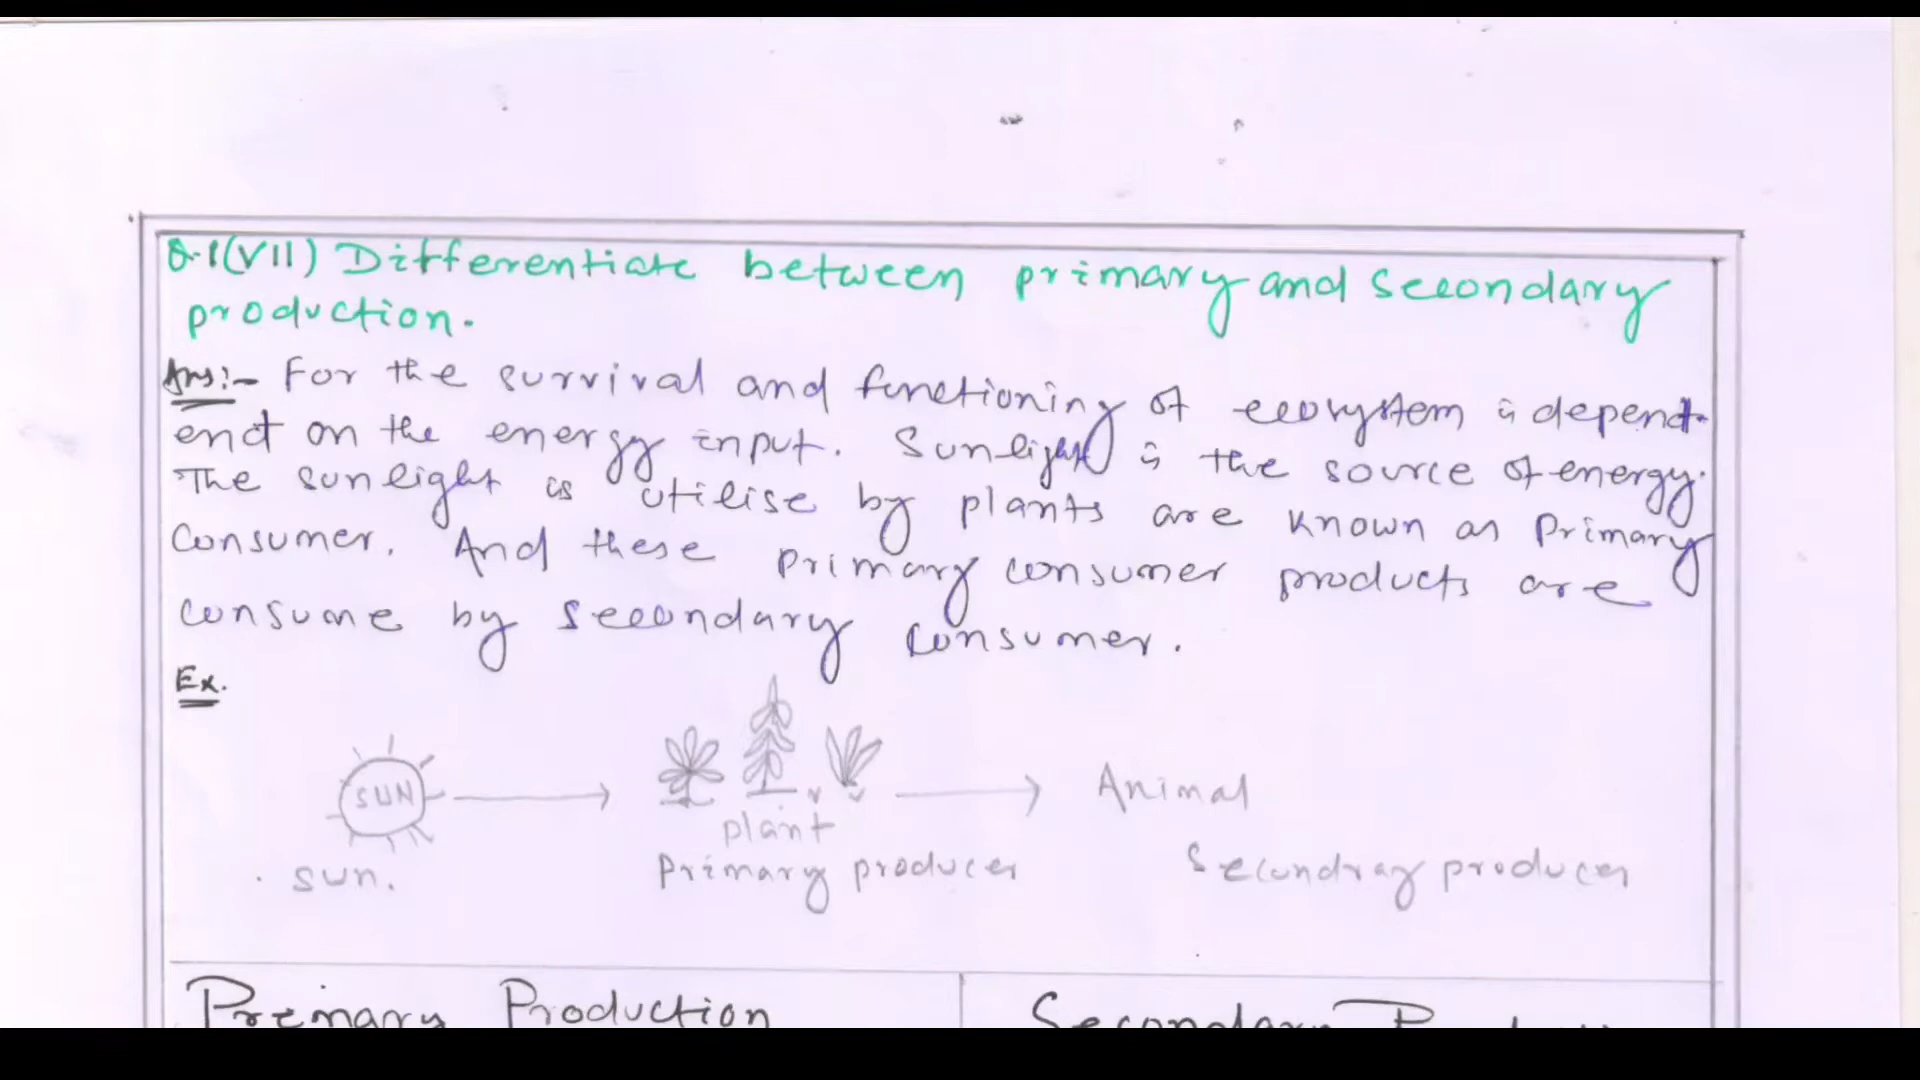 Q.1(VII) Differentiate between primary and secondary
production.
Ans:- For the survival and functioning of ecosystem is depend-
ent on the energy input. Sunlight is the source of energy.
The sunlight is utilise by plants are known as primary
consumer. And these primary consumer products are
consume by secondary consumer.
Ex.
SUN
plant
Animal
sun.
Primary producer
Secundray producer
Primary Production
Secondary